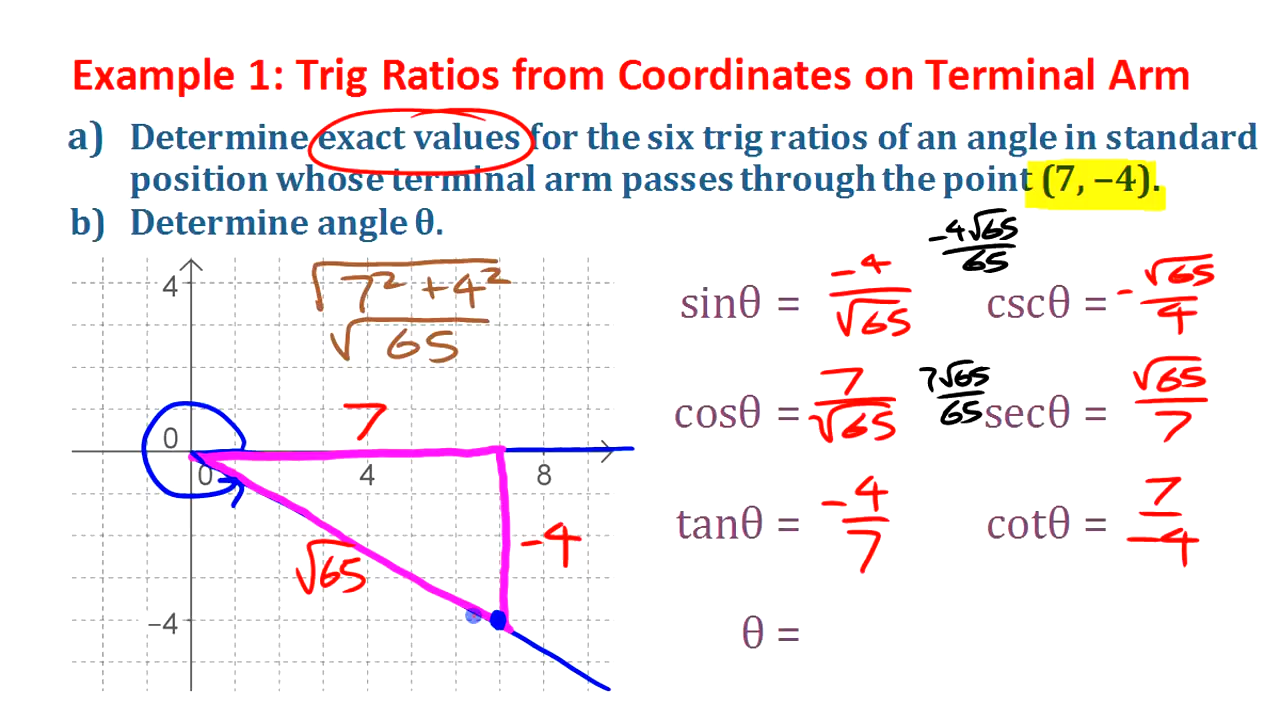 Example 1: Trig Ratios from Coordinates on Terminal Arm
a) Determine exact values for the six trig ratios of an angle in standard
position whose terminal arm passes through the point (7, −4).
b) Determine angle θ.
√(7² + 4²)
√65
4
0
0
4
8
−4
7
−4
√65
sinθ = −4/√65
−4√65/65
cscθ = −√65/4
cosθ = 7/√65
7√65/65
secθ = √65/7
tanθ = −4/7
cotθ = 7/−4
θ =